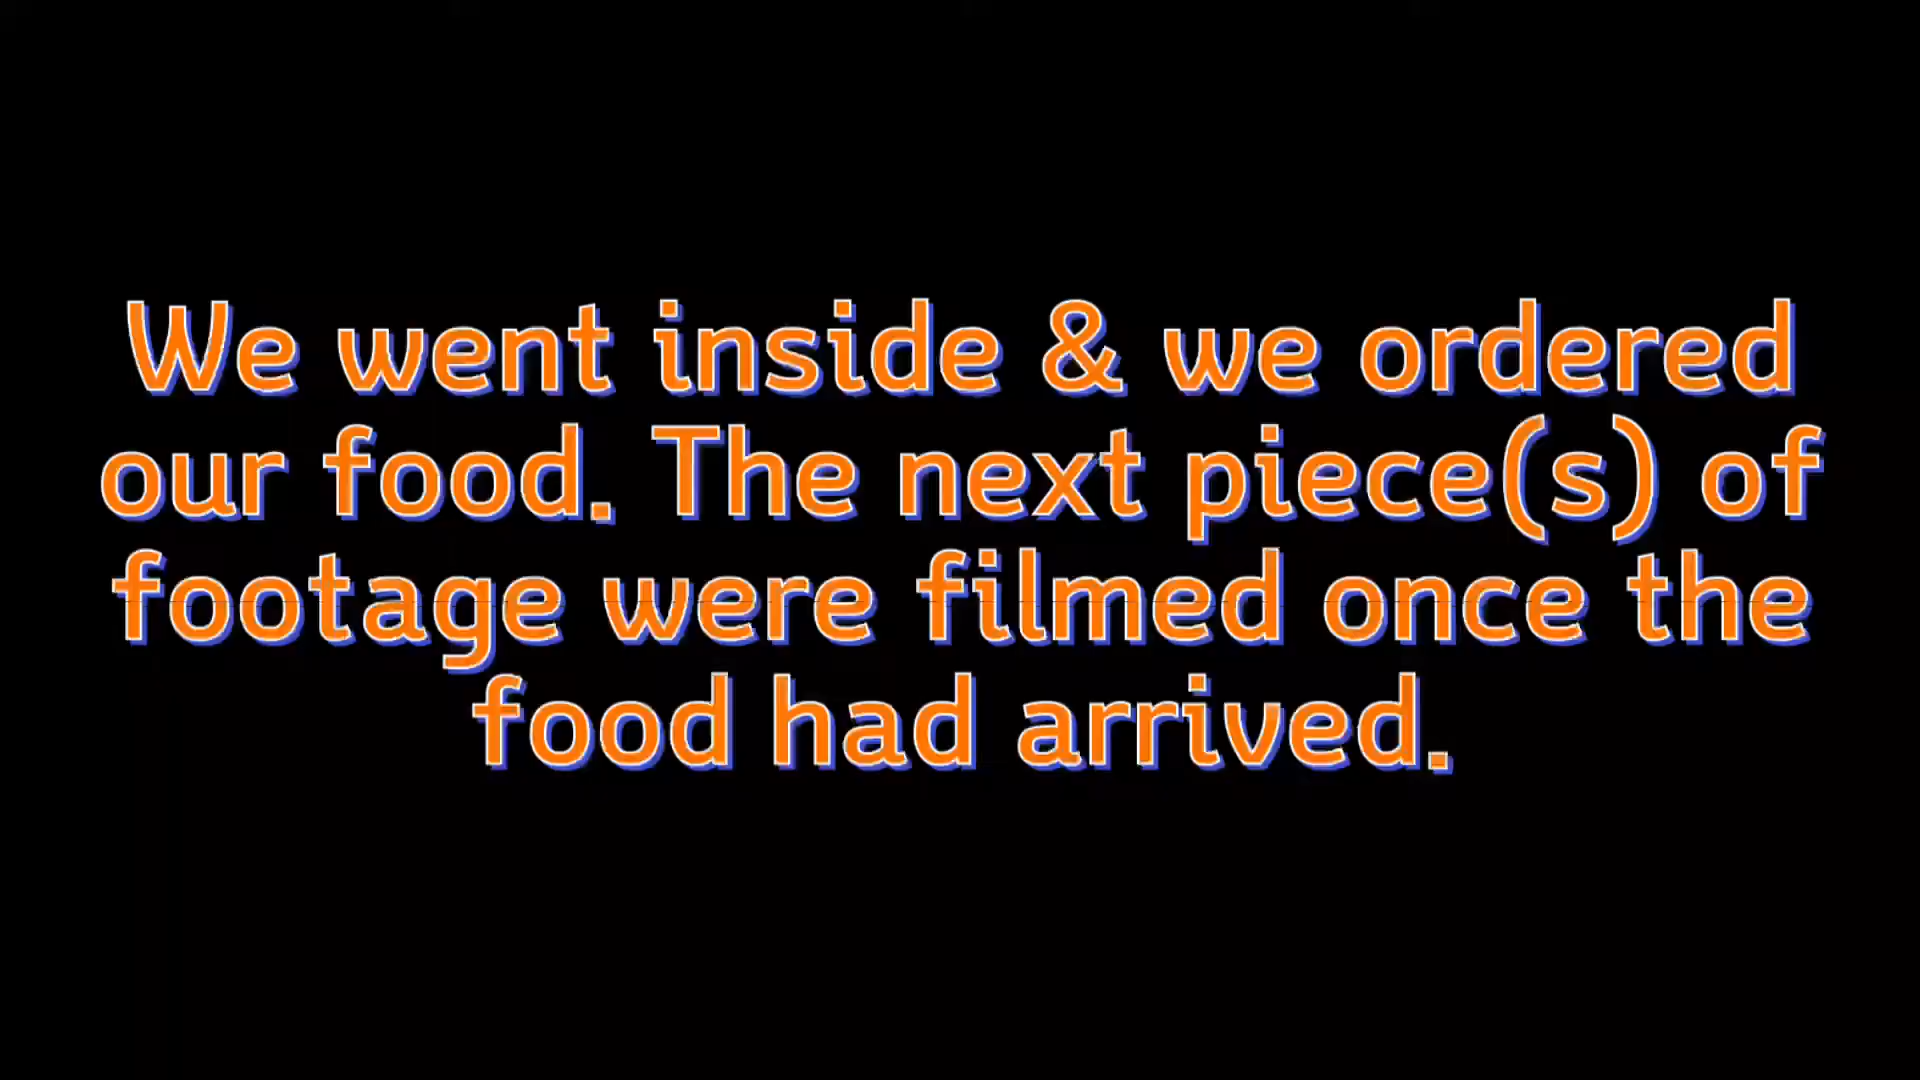 We went inside & we ordered
our food. The next piece(s) of
footage were filmed once the
food had arrived.